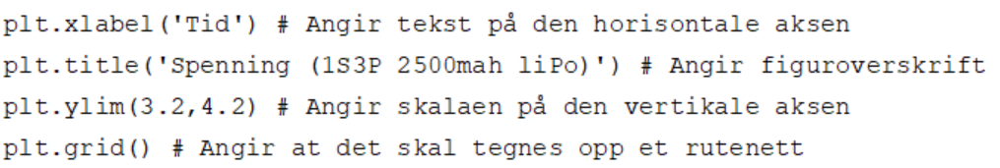 plt.xlabel('Tid') # Angir tekst på den horisontale aksen
plt.title('Spenning (1S3P 2500mah liPo)') # Angir figuroverskrift
plt.ylim(3.2,4.2) # Angir skalaen på den vertikale aksen
plt.grid() # Angir at det skal tegnes opp et rutenett